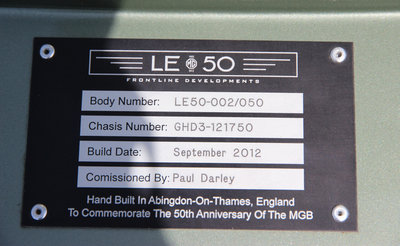 LE MG 50
FRONTLINE DEVELOPMENTS
Body Number: LE50-002/050
Chasis Number: GHD3-121750
Build Date: September 2012
Comissioned By: Paul Darley
Hand Built In Abingdon-On-Thames, England
To Commemorate The 50th Anniversary Of The MGB